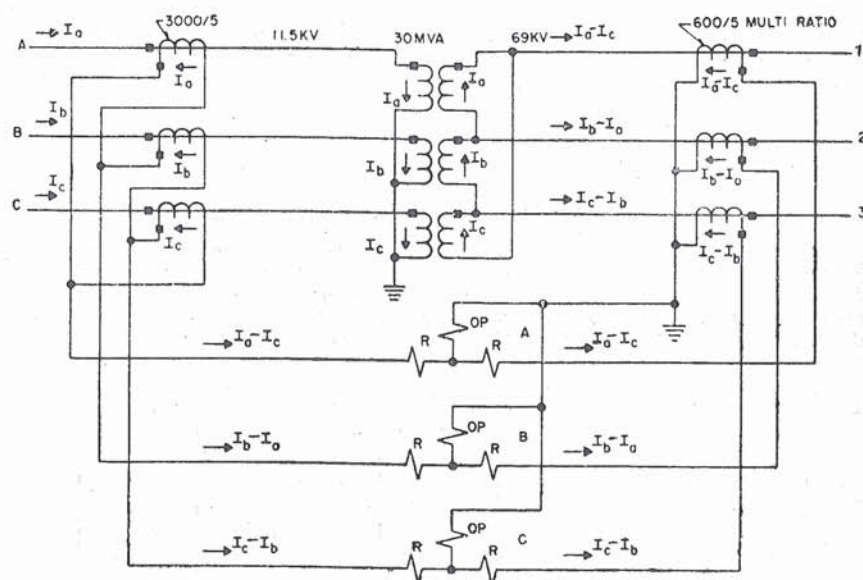 3000/5
600/5 MULTI RATIO
A Ia 11.5KV 30MVA 69KV Ia-Ic 1
Ia Ia Ia Ia-Ic
B Ib Ib-Ia 2
Ib Ib Ib Ib-Ia
C Ic Ic-Ib 3
Ic Ic Ic Ic-Ib
OP A
Ia-Ic R R Ia-Ic
OP B
Ib-Ia R R Ib-Ia
OP C
Ic-Ib R R Ic-Ib